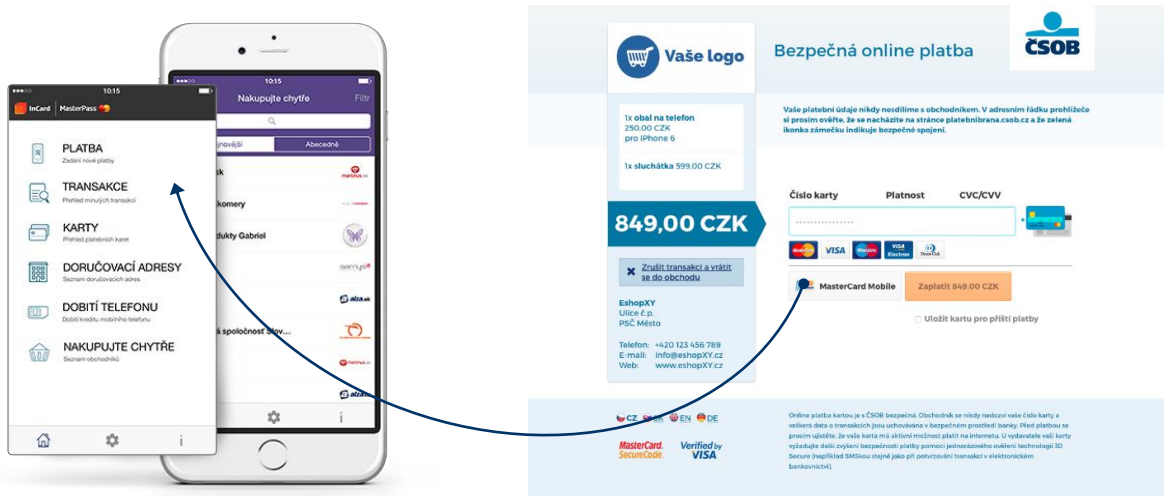 10:15
InCard MasterPass
PLATBA
Zadání nové platby
TRANSAKCE
Přehled minulých transakcí
KARTY
Přehled platebních karet
DORUČOVACÍ ADRESY
Seznam doručovacích adres
DOBITÍ TELEFONU
Dobití kreditu mobilního telefonu
NAKUPUJTE CHYTŘE
Seznam obchodníků
i
10:15
Nakupujte chytře
Filtr
Abecedně
komery
dukty Gabriel
alza.sk
á spoločnosť Slov...
i
Vaše logo
Bezpečná online platba
ČSOB
1x obal na telefon
250,00 CZK
pro iPhone 6
1x sluchátka 599,00 CZK
849,00 CZK
Zrušit transakci a vrátit
se do obchodu
EshopXY
Ulice č.p.
PSČ Město
Telefon: +420 123 456 789
E-mail: info@eshopXY.cz
Web: www.eshopXY.cz
Vaše platební údaje nikdy nesdílíme s obchodníkem. V adresním řádku prohlížeče
si prosím ověřte, že se nacházíte na stránce platebnibrana.csob.cz a že zelená
ikonka zámečku indikuje bezpečné spojení.
Číslo karty Platnost CVC/CVV
MasterCard VISA Maestro VISA Electron Diners Club
MasterCard Mobile
Zaplatit 849,00 CZK
Uložit kartu pro příští platby
CZ SK EN DE
MasterCard. SecureCode.
Verified by VISA
Online platba kartou je s ČSOB bezpečná. Obchodník se nikdy nedozví vaše číslo karty a
veškerá data o transakcích jsou uchovávána v bezpečném prostředí banky. Před platbou se
prosím ujistěte, že vaše karta má aktivní možnost platit na internetu. U vydavatele vaší karty
vyžadujte další zvýšení bezpečnosti platby pomocí jednorázového ověření technologií 3D
Secure (například SMSkou stejně jako při potvrzování transakcí v elektronickém
bankovnictví).